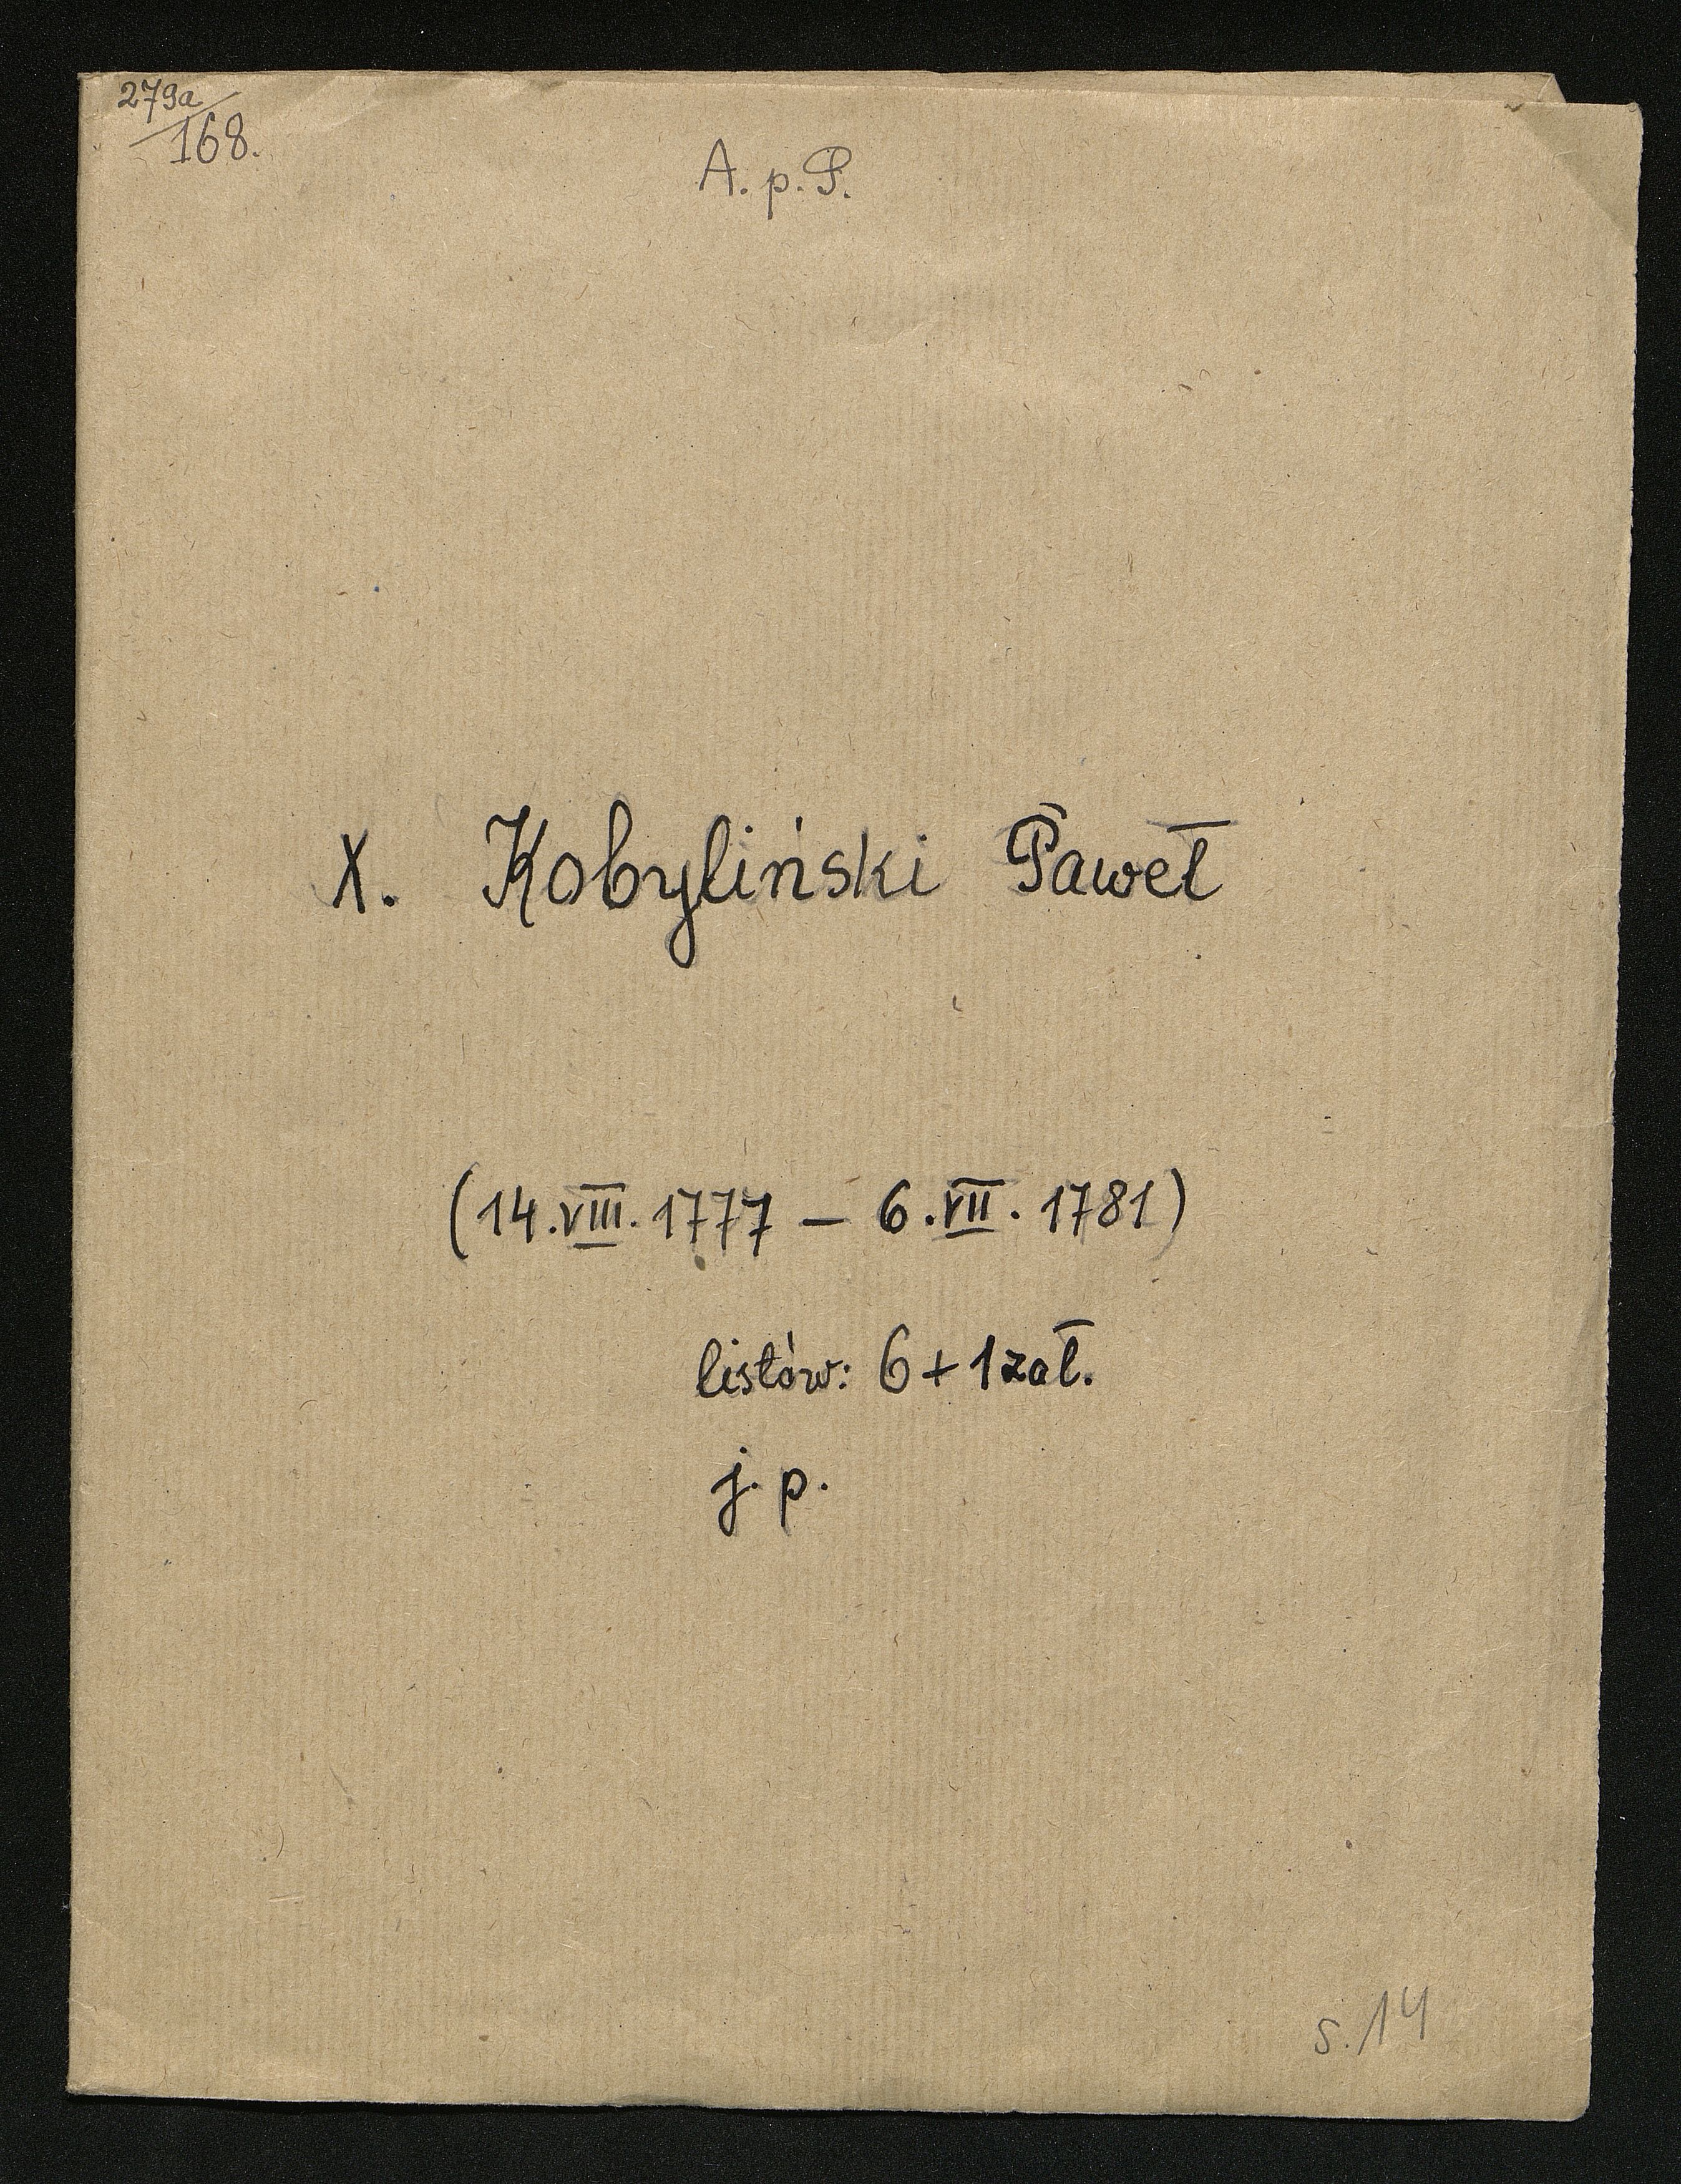 279a/
168.
A. p. P.
X. Kobyliński Paweł
(14.VIII.1777 – 6.VII.1781)
listów: 6+1 zał.
j. p.
s. 14